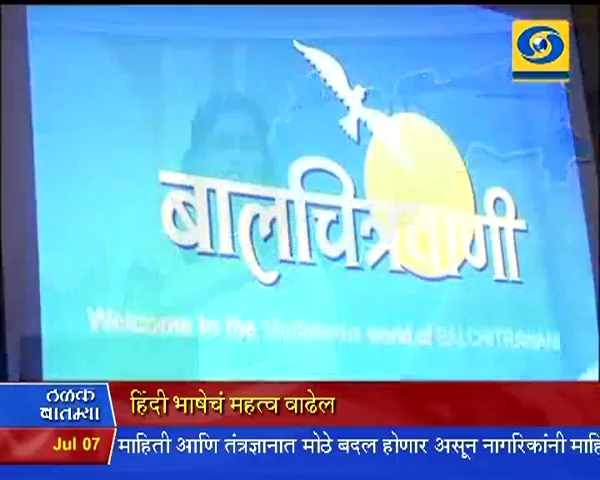 बालचित्रवाणी
Welcome to the
world of BALCHITRAVANI
ठळक
बातम्या
हिंदी भाषेचं महत्व वाढेल
Jul 07
माहिती आणि तंत्रज्ञानात मोठे बदल होणार असून नागरिकांनी माहि